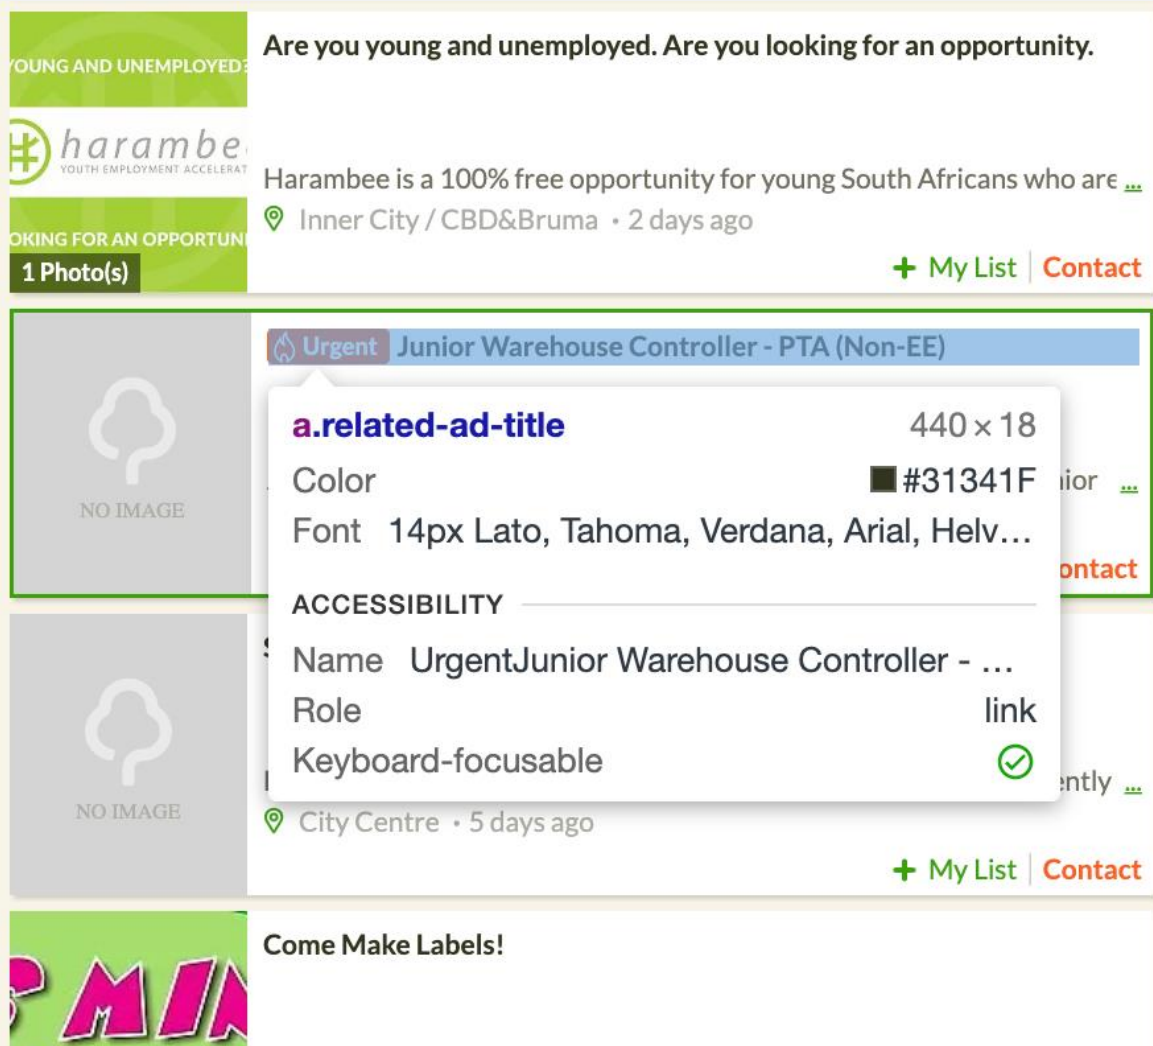 Are you young and unemployed. Are you looking for an opportunity.
YOUNG AND UNEMPLOYED?
harambe
YOUTH EMPLOYMENT ACCELERAT
OKING FOR AN OPPORTUN
1 Photo(s)
Harambee is a 100% free opportunity for young South Africans who are ...
Inner City / CBD&Bruma • 2 days ago
+ My List Contact
Urgent Junior Warehouse Controller - PTA (Non-EE)
NO IMAGE
a.related-ad-title 440 × 18
Color #31341F
Font 14px Lato, Tahoma, Verdana, Arial, Helv...
ACCESSIBILITY
Name UrgentJunior Warehouse Controller - ...
Role link
Keyboard-focusable
ior ...
ontact
NO IMAGE
ently ...
City Centre • 5 days ago
+ My List Contact
Come Make Labels!
MIN